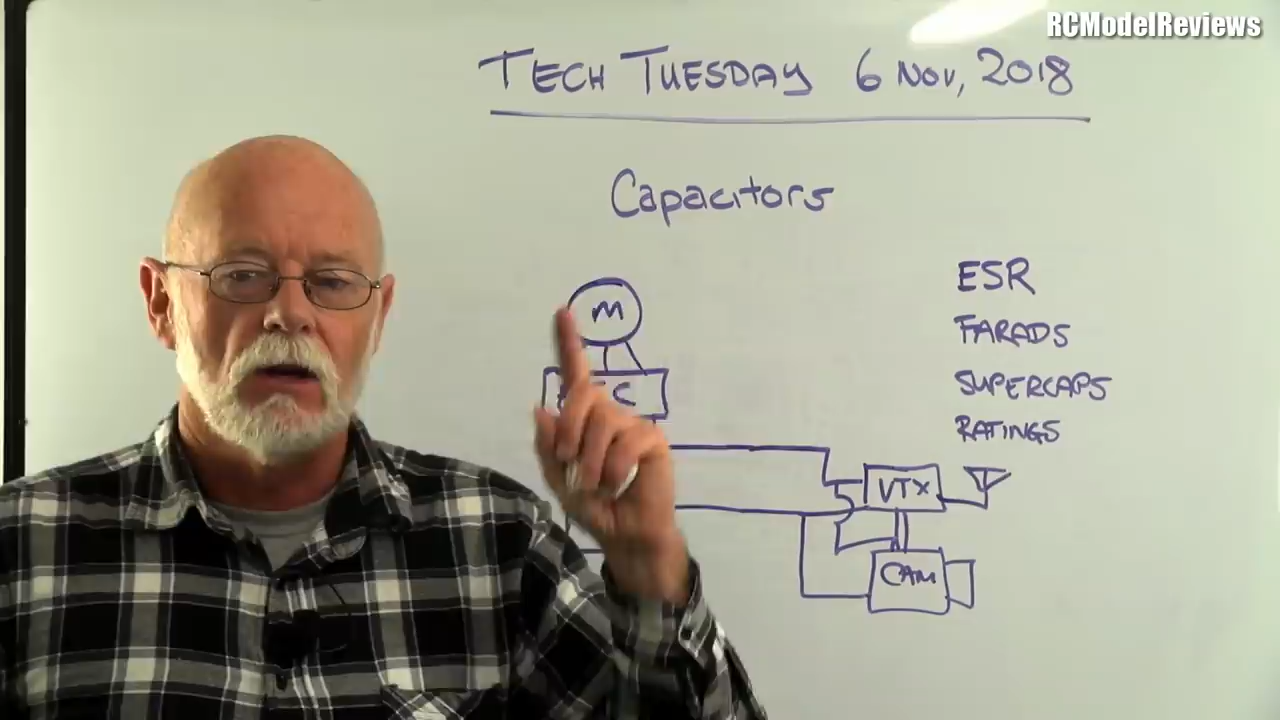 RCModelReviews
TECH TUESDAY 6 NOV, 2018
Capacitors
M
ESR
FARADS
SUPERCAPS
RATINGS
VTX
CAM